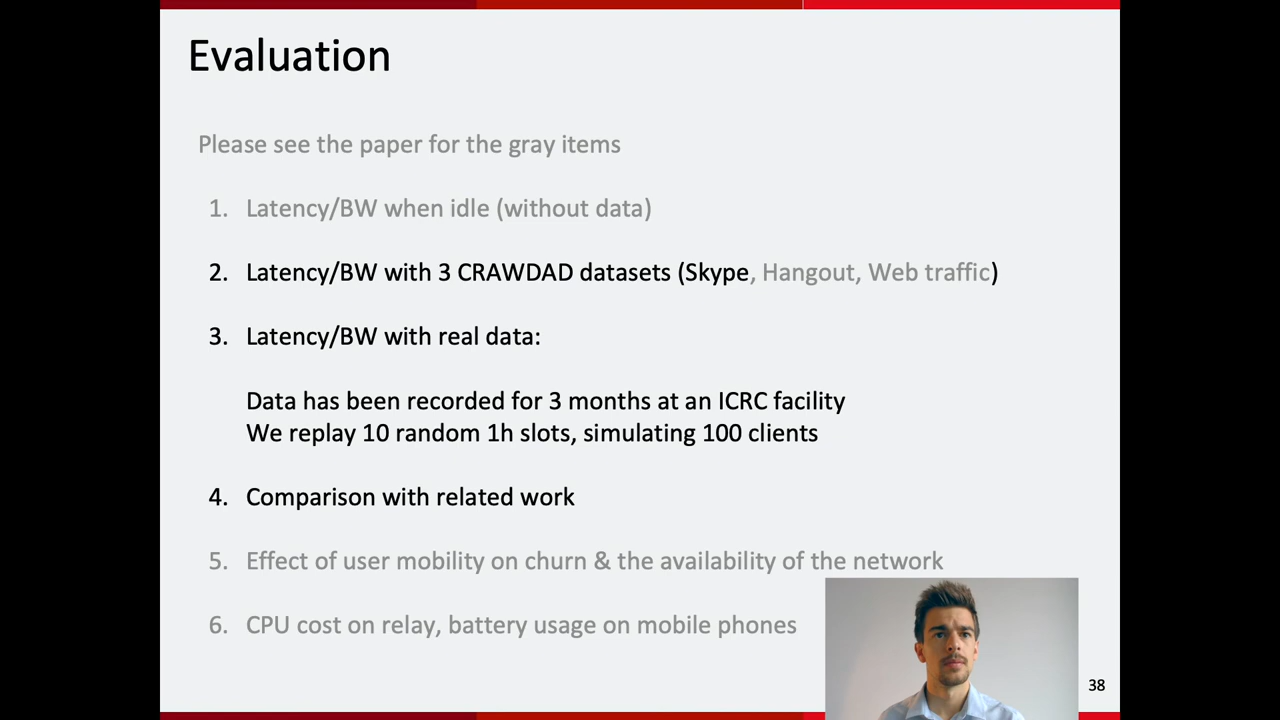 Evaluation
Please see the paper for the gray items
1. Latency/BW when idle (without data)
2. Latency/BW with 3 CRAWDAD datasets (Skype, Hangout, Web traffic)
3. Latency/BW with real data:
Data has been recorded for 3 months at an ICRC facility
We replay 10 random 1h slots, simulating 100 clients
4. Comparison with related work
5. Effect of user mobility on churn & the availability of the network
6. CPU cost on relay, battery usage on mobile phones
38